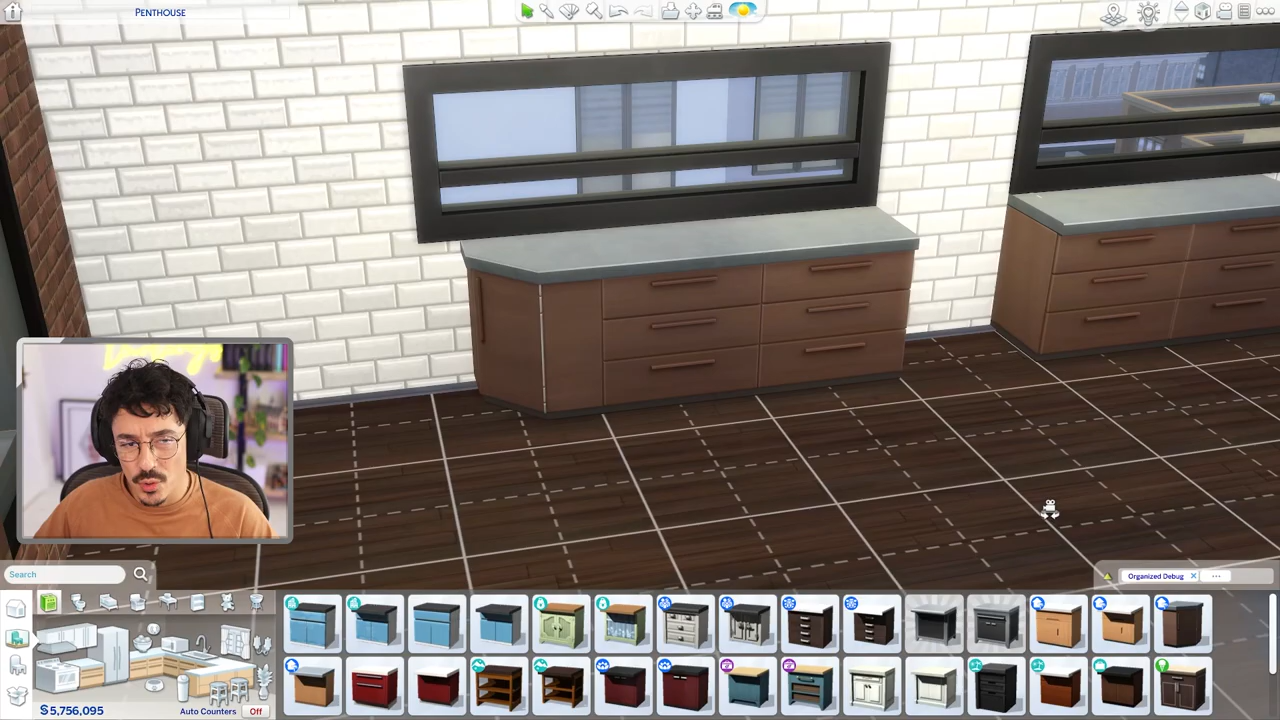 PENTHOUSE
Search
Organized Debug
$5,756,095
Auto Counters
Off